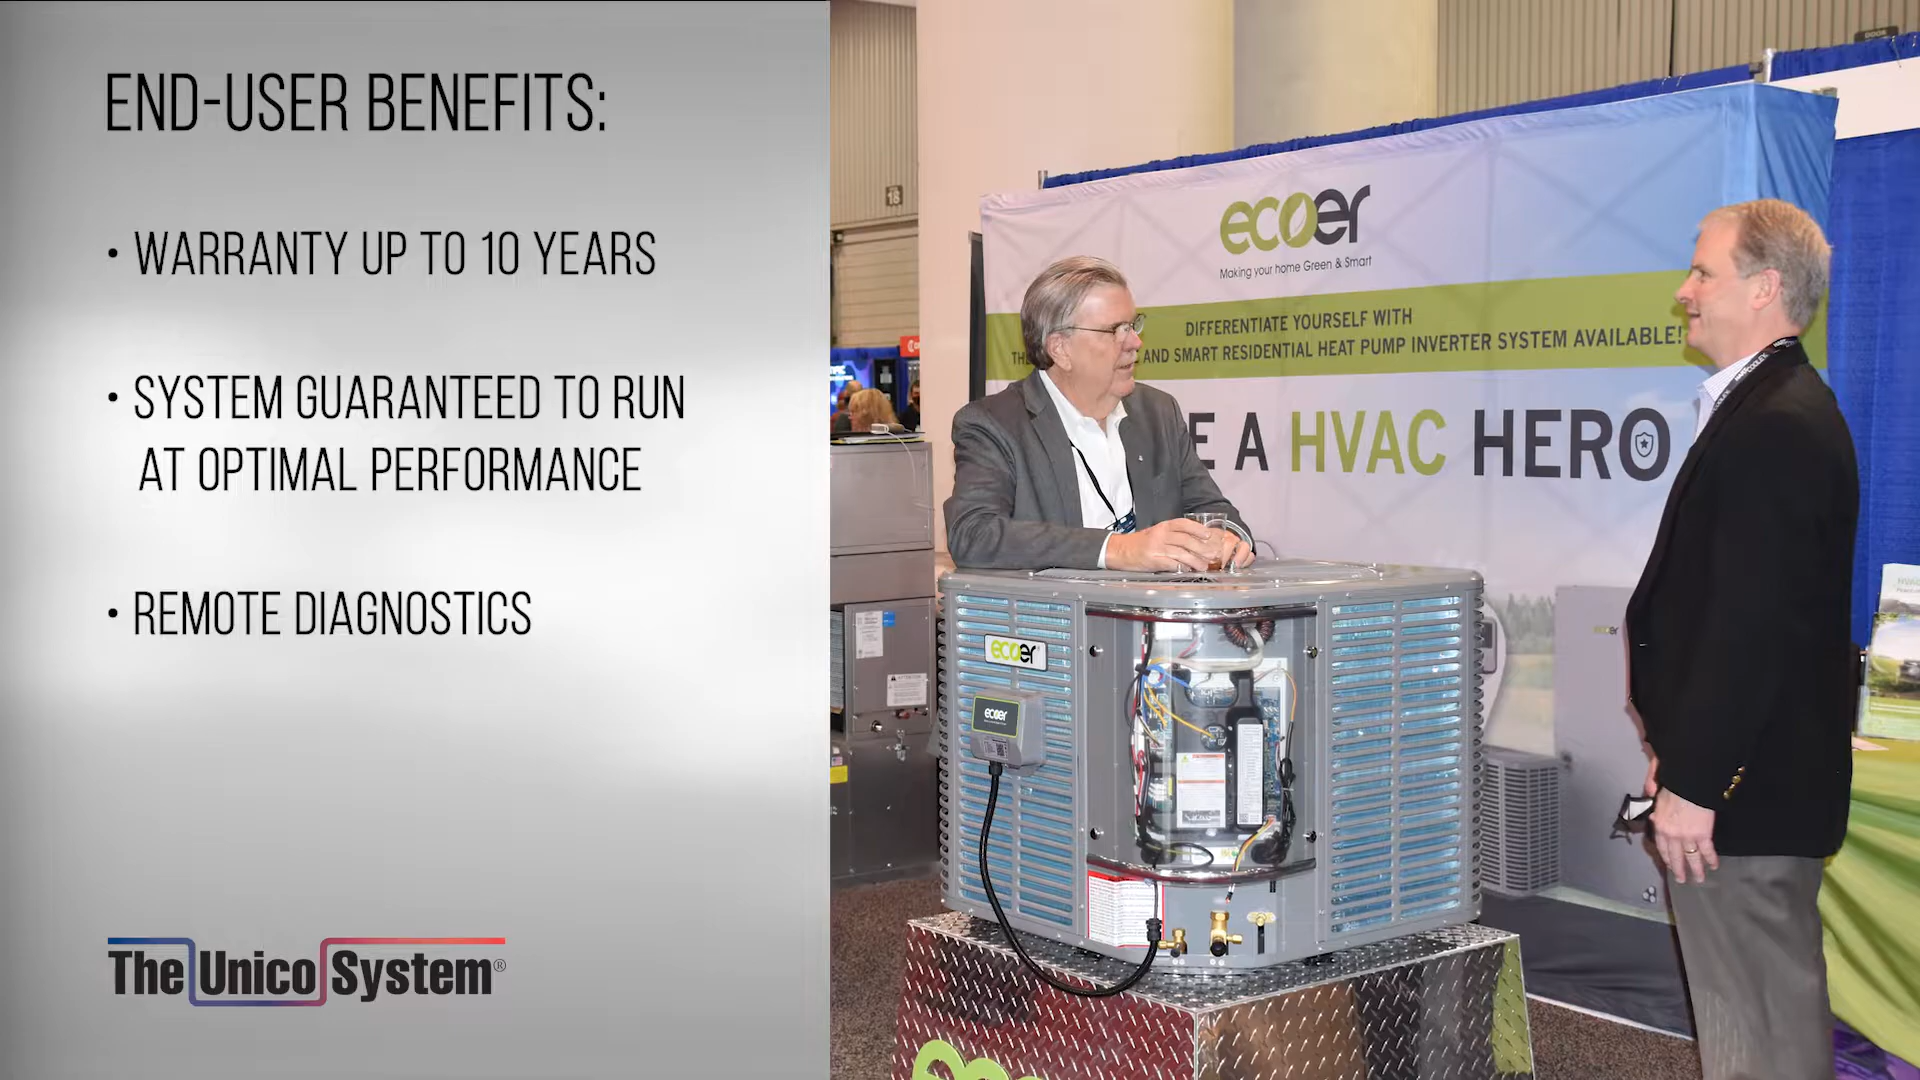 END-USER BENEFITS:
• WARRANTY UP TO 10 YEARS
• SYSTEM GUARANTEED TO RUN
AT OPTIMAL PERFORMANCE
• REMOTE DIAGNOSTICS
The Unico System®
ecoer
Making your home Green & Smart
DIFFERENTIATE YOURSELF WITH
AND SMART RESIDENTIAL HEAT PUMP INVERTER SYSTEM AVAILABLE!
E A HVAC HERO
ecoer
ecoer
ecoer